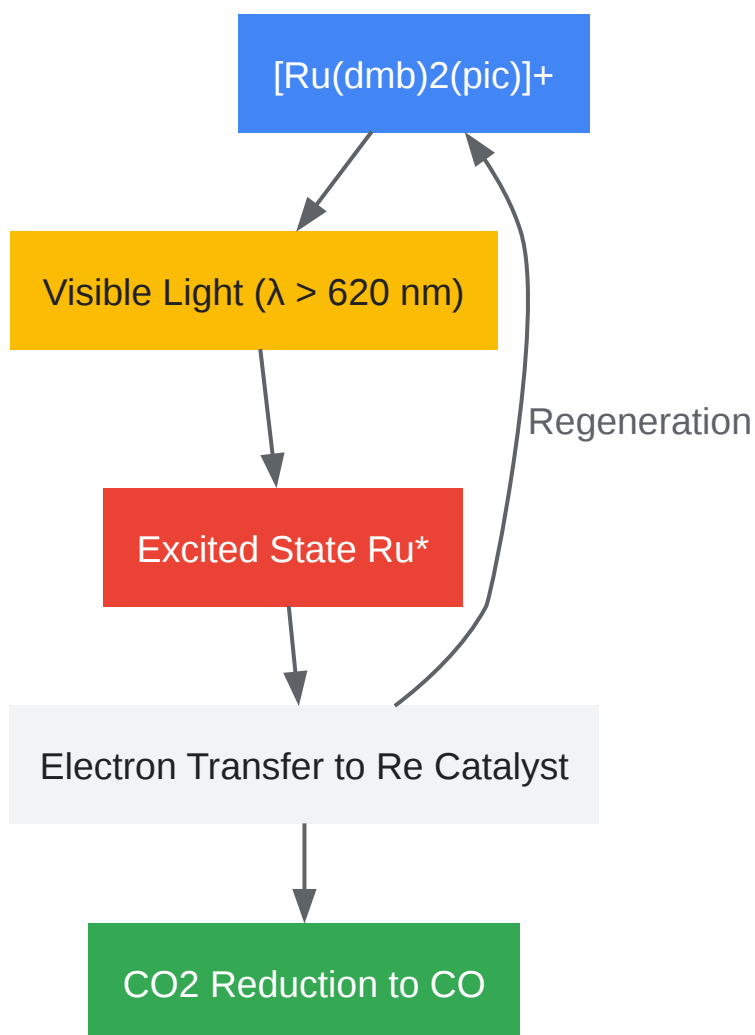 [Ru(dmb)2(pic)]+
Visible Light (λ > 620 nm)
Regeneration
Excited State Ru*
Electron Transfer to Re Catalyst
CO2 Reduction to CO